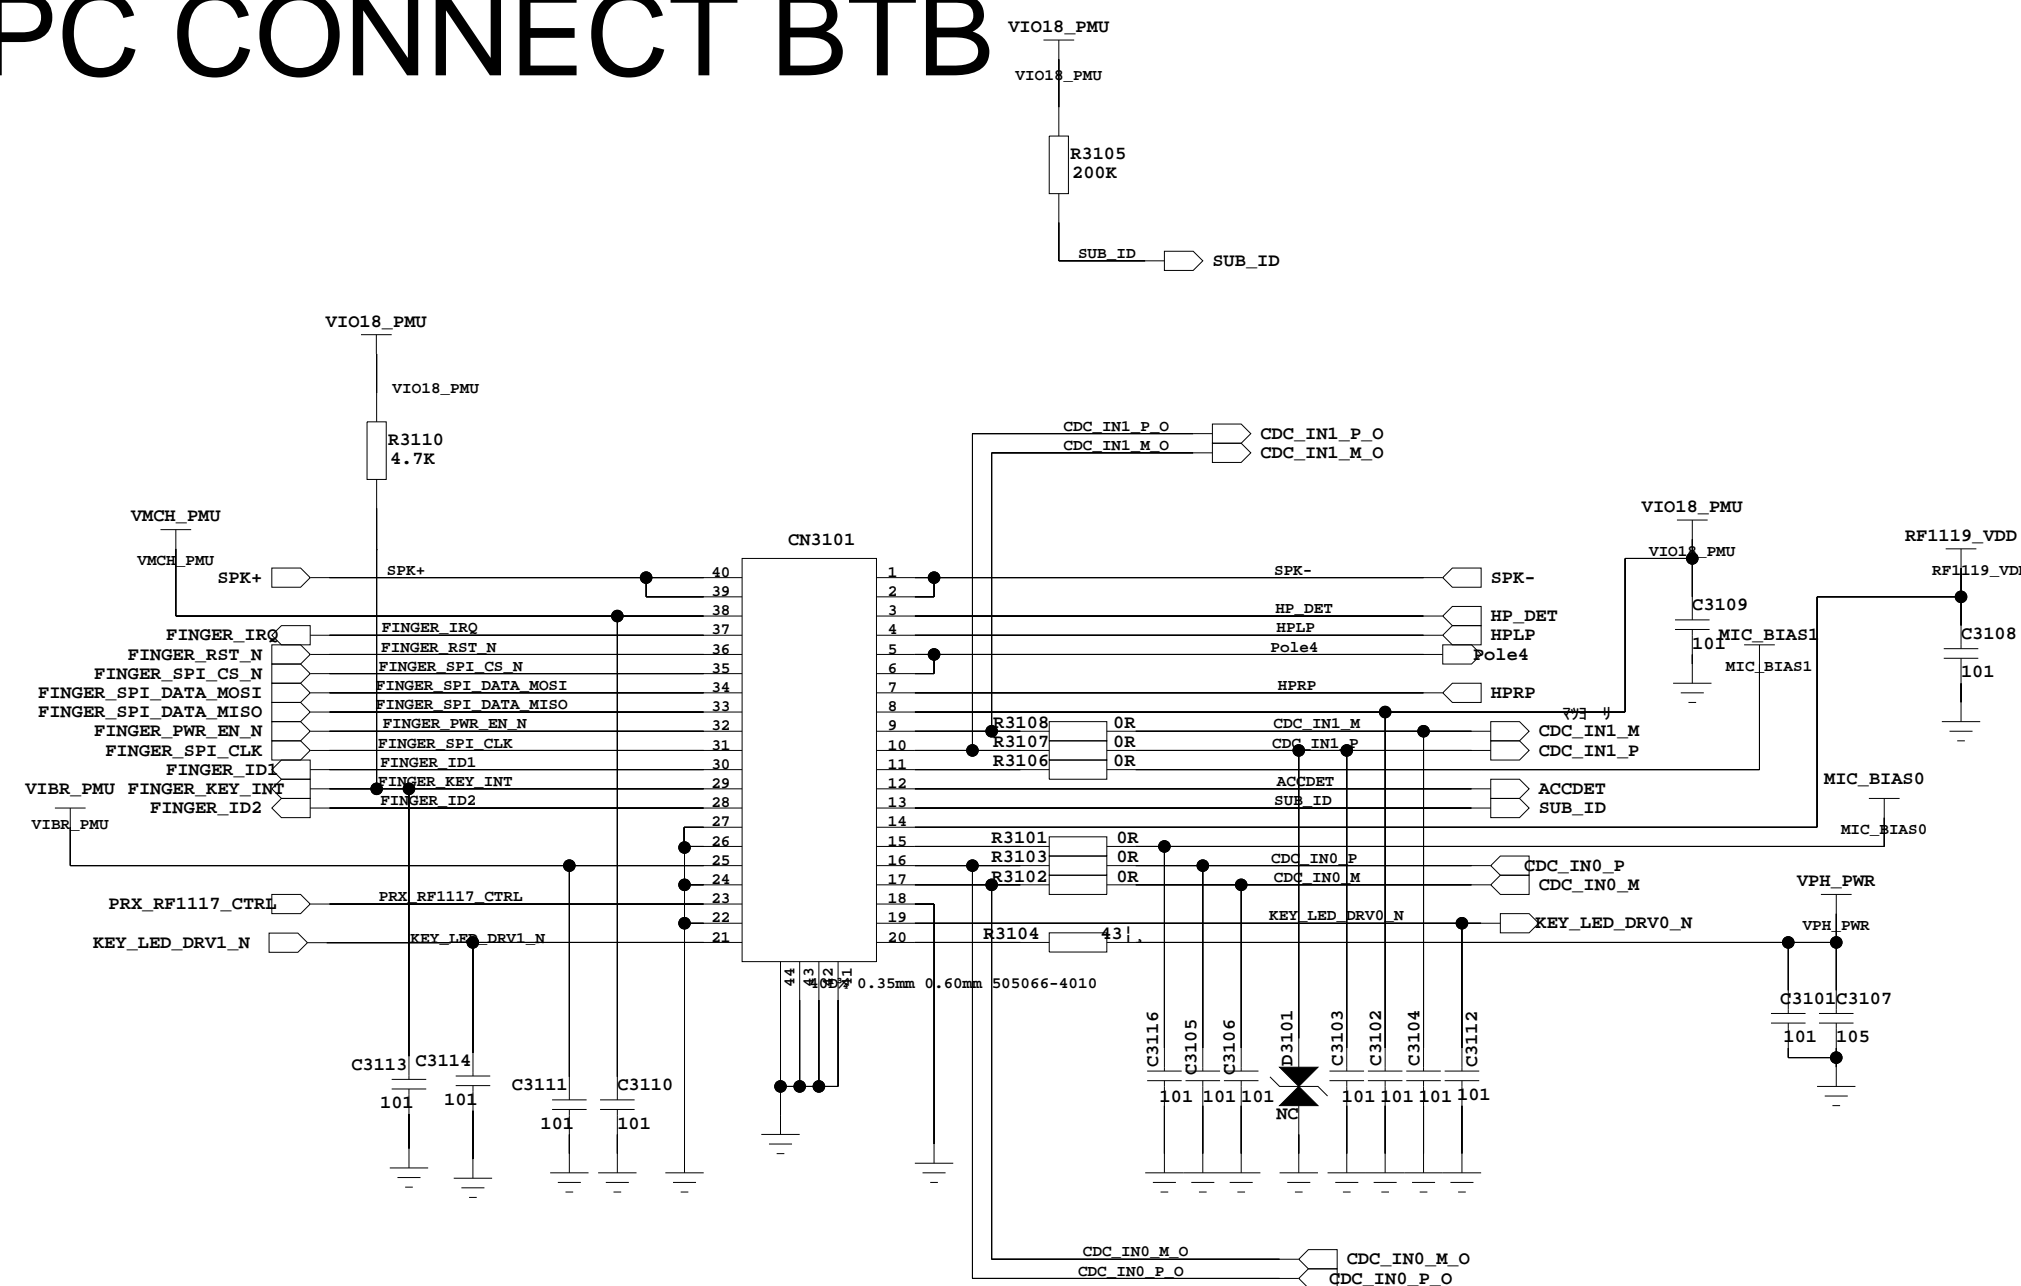 PC CONNECT BTB
VIO18_PMU
VIO18_PMU
R3105
200K
SUB_ID
SUB_ID
VIO18_PMU
VIO18_PMU
R3110
4.7K
CDC_IN1_P_O
CDC_IN1_P_O
CDC_IN1_M_O
CDC_IN1_M_O
VMCH_PMU
VMCH_PMU
VIO18_PMU
VIO18_PMU
RF1119_VDD
CN3101
SPK+
SPK+
40
1
SPK-
SPK-
39
2
38
3
HP_DET
HP_DET
FINGER_IRQ
FINGER_IRQ
37
4
HPLP
HPLP
FINGER_RST_N
FINGER_RST_N
36
5
Pole4
Pole4
FINGER_SPI_CS_N
FINGER_SPI_CS_N
35
6
FINGER_SPI_DATA_MOSI
FINGER_SPI_DATA_MOSI
34
7
HPRP
HPRP
FINGER_SPI_DATA_MISO
FINGER_SPI_DATA_MISO
33
8
FINGER_PWR_EN_N
FINGER_PWR_EN_N
32
9
R3108
0R
CDC_IN1_M
CDC_IN1_M
FINGER_SPI_CLK
FINGER_SPI_CLK
31
10
R3107
0R
CDC_IN1_P
CDC_IN1_P
FINGER_ID1
FINGER_ID1
30
11
R3106
0R
FINGER_KEY_INT
FINGER_KEY_INT
29
12
ACCDET
ACCDET
FINGER_ID2
FINGER_ID2
28
13
SUB_ID
SUB_ID
27
14
26
15
R3101
0R
25
16
R3103
0R
CDC_IN0_P
CDC_IN0_P
24
17
R3102
0R
CDC_IN0_M
CDC_IN0_M
PRX_RF1117_CTRL
PRX_RF1117_CTRL
23
18
22
19
KEY_LED_DRV0_N
KEY_LED_DRV0_N
KEY_LED_DRV1_N
KEY_LED_DRV1_N
21
20
R3104
VIBR_PMU
VIBR_PMU
C3109
101
MIC_BIAS1
MIC_BIAS1
C3108
101
MIC_BIAS0
MIC_BIAS0
VPH_PWR
VPH_PWR
44
43
42
41
0.35mm 0.60mm 505066-4010
C3101
101
C3107
105
C3113
101
C3114
101
C3111
101
C3110
101
C3116
101
C3105
101
C3106
101
D3101
NC
C3103
101
C3102
101
C3104
101
C3112
101
CDC_IN0_M_O
CDC_IN0_M_O
CDC_IN0_P_O
CDC_IN0_P_O